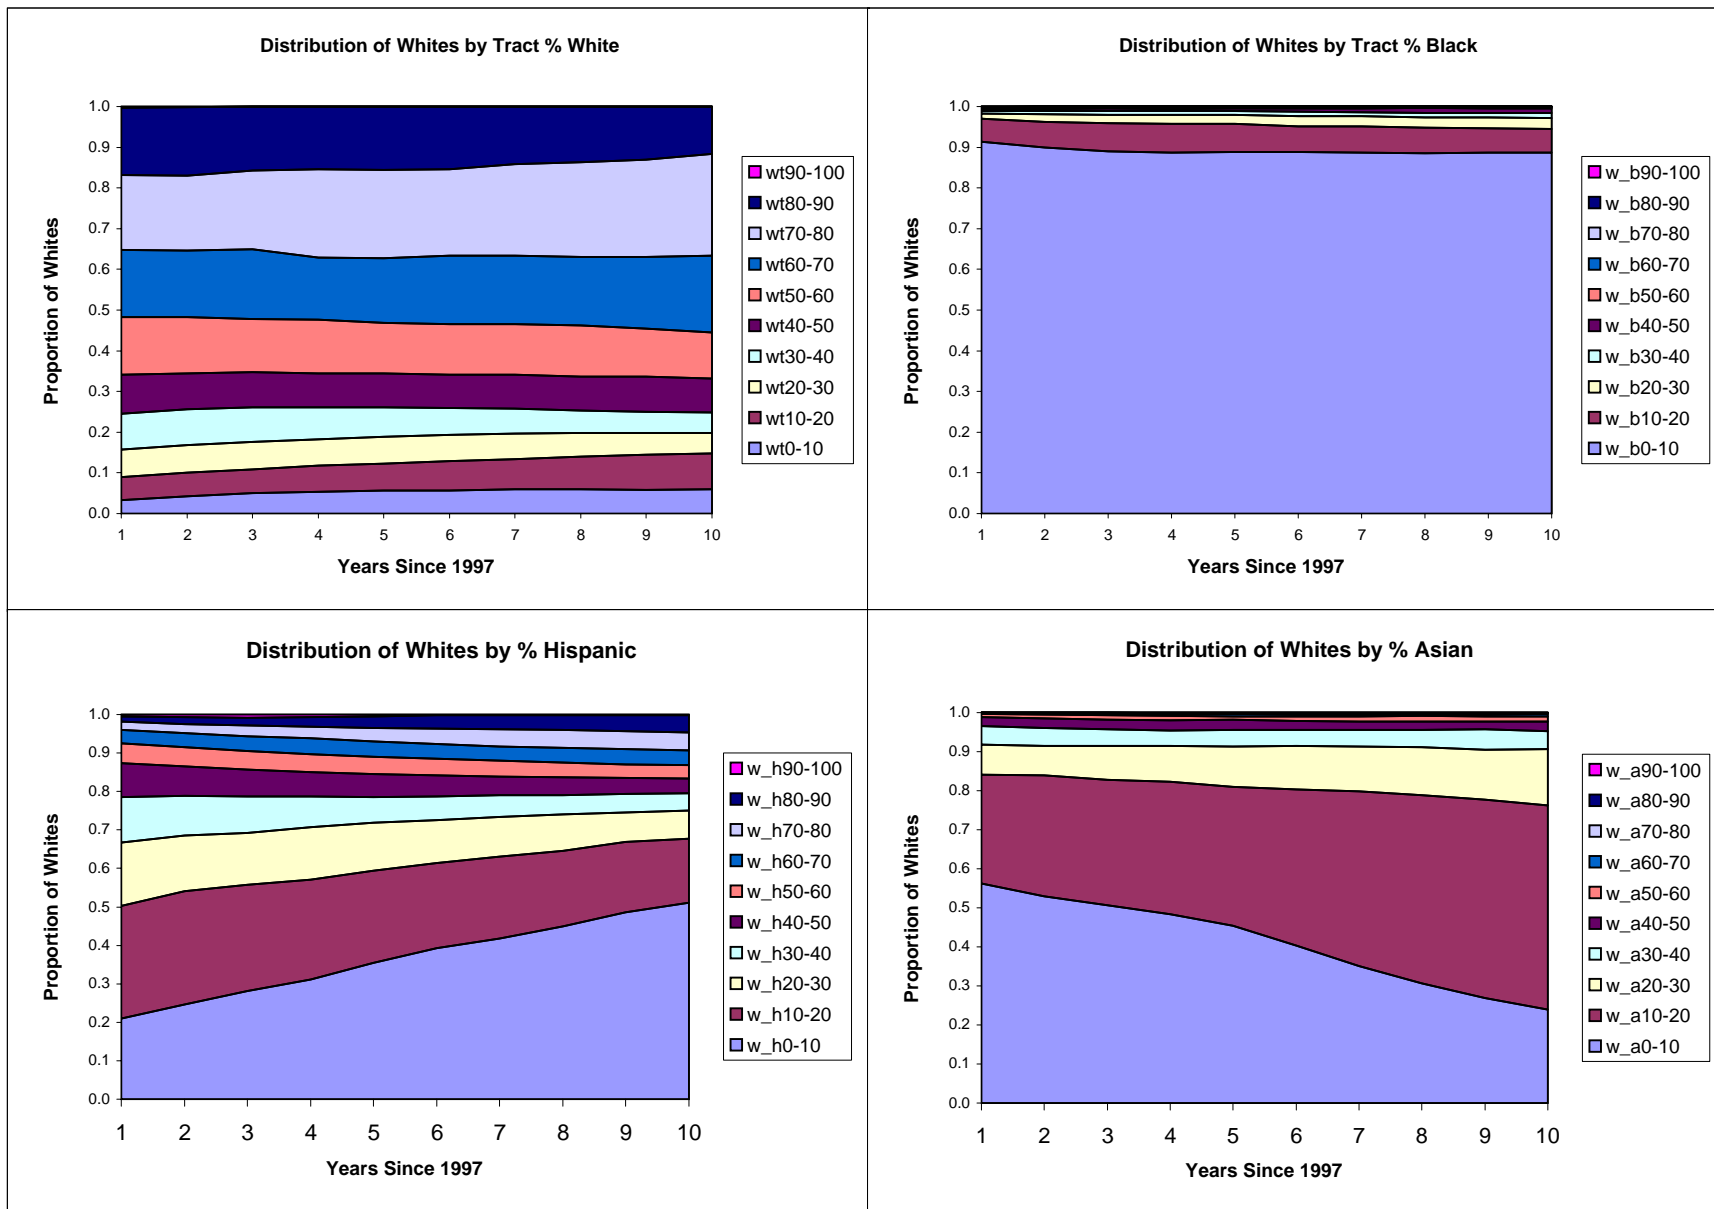 Distribution of Whites by Tract % White
Proportion of Whites
1.0
0.9
0.8
0.7
0.6
0.5
0.4
0.3
0.2
0.1
0.0
1 2 3 4 5 6 7 8 9 10
Years Since 1997
wt90-100
wt80-90
wt70-80
wt60-70
wt50-60
wt40-50
wt30-40
wt20-30
wt10-20
wt0-10
Distribution of Whites by Tract % Black
Proportion of Whites
1.0
0.9
0.8
0.7
0.6
0.5
0.4
0.3
0.2
0.1
0.0
1 2 3 4 5 6 7 8 9 10
Years Since 1997
w_b90-100
w_b80-90
w_b70-80
w_b60-70
w_b50-60
w_b40-50
w_b30-40
w_b20-30
w_b10-20
w_b0-10
Distribution of Whites by % Hispanic
Proportion of Whites
1.0
0.9
0.8
0.7
0.6
0.5
0.4
0.3
0.2
0.1
0.0
1 2 3 4 5 6 7 8 9 10
Years Since 1997
w_h90-100
w_h80-90
w_h70-80
w_h60-70
w_h50-60
w_h40-50
w_h30-40
w_h20-30
w_h10-20
w_h0-10
Distribution of Whites by % Asian
Proportion of Whites
1.0
0.9
0.8
0.7
0.6
0.5
0.4
0.3
0.2
0.1
0.0
1 2 3 4 5 6 7 8 9 10
Years Since 1997
w_a90-100
w_a80-90
w_a70-80
w_a60-70
w_a50-60
w_a40-50
w_a30-40
w_a20-30
w_a10-20
w_a0-10